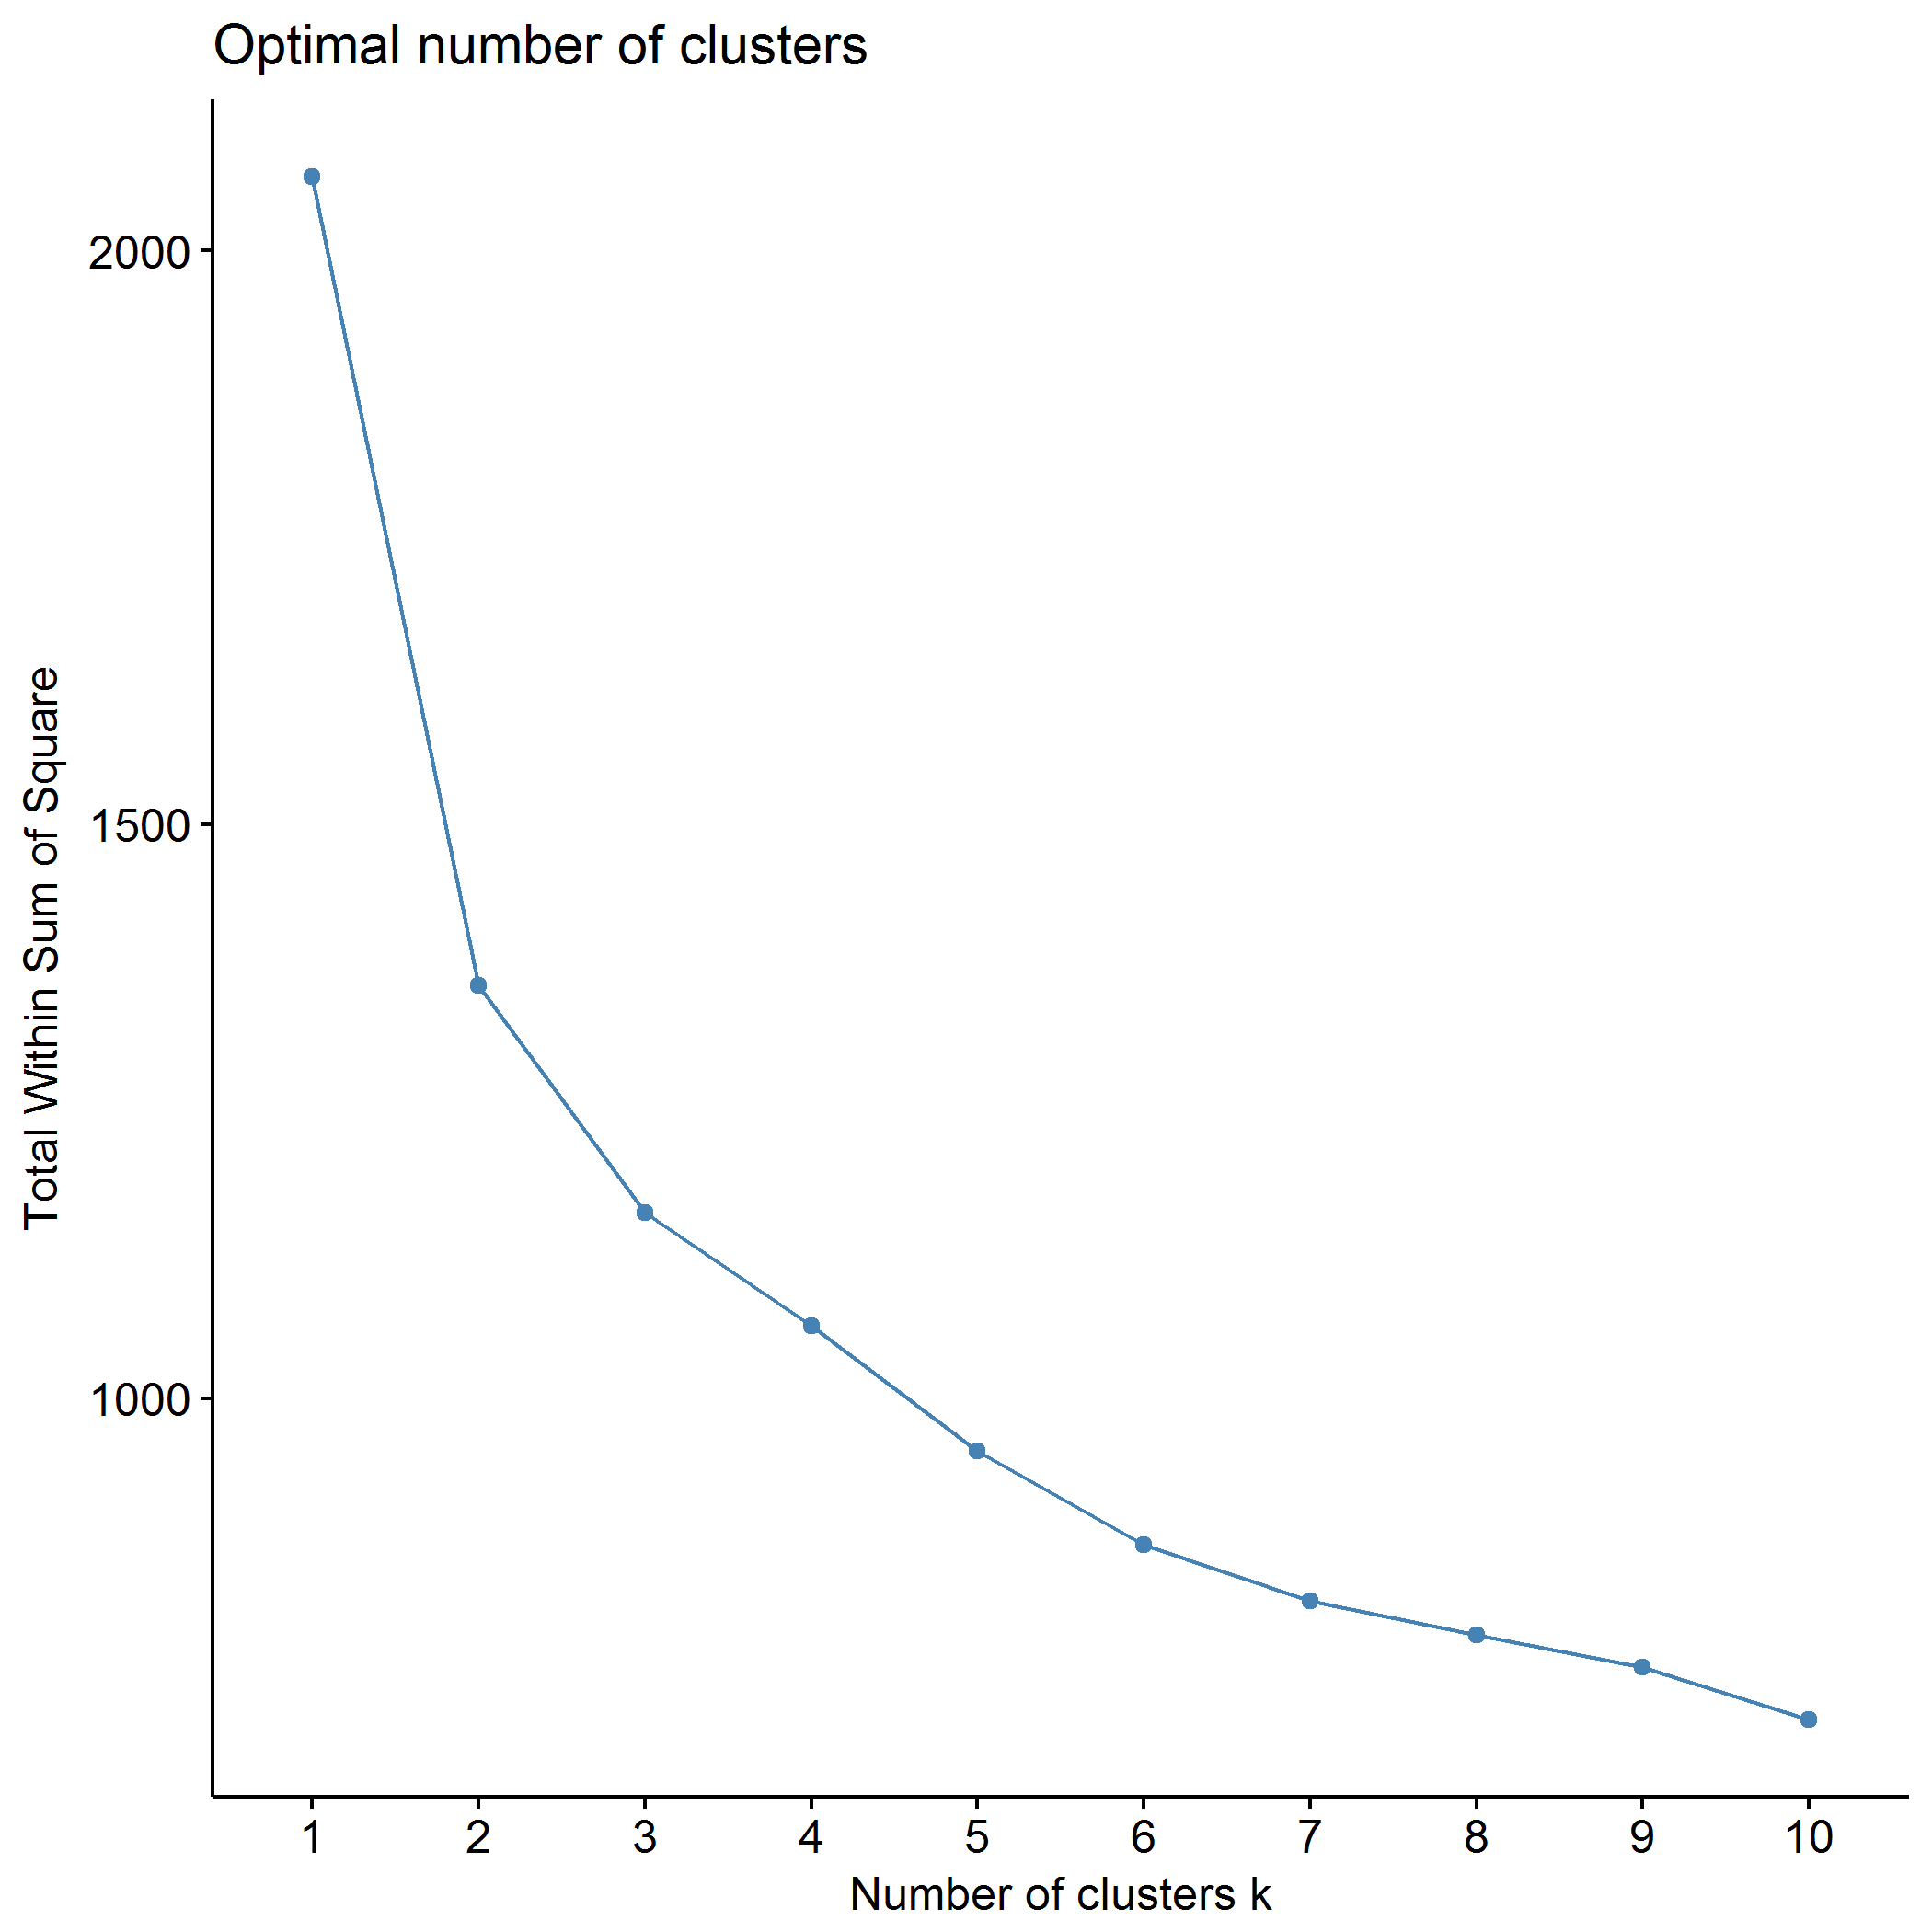 Optimal number of clusters
Total Within Sum of Square
2000
1500
1000
1 2 3 4 5 6 7 8 9 10
Number of clusters k